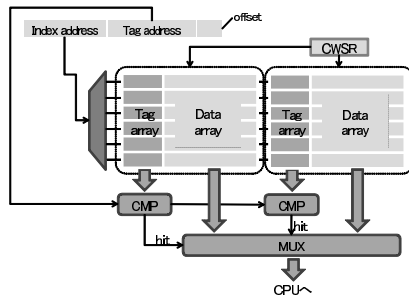 offset
Index address Tag address
CWSR
Tag array
Data array
Tag array
Data array
CMP
CMP
hit
hit
MUX
CPUへ